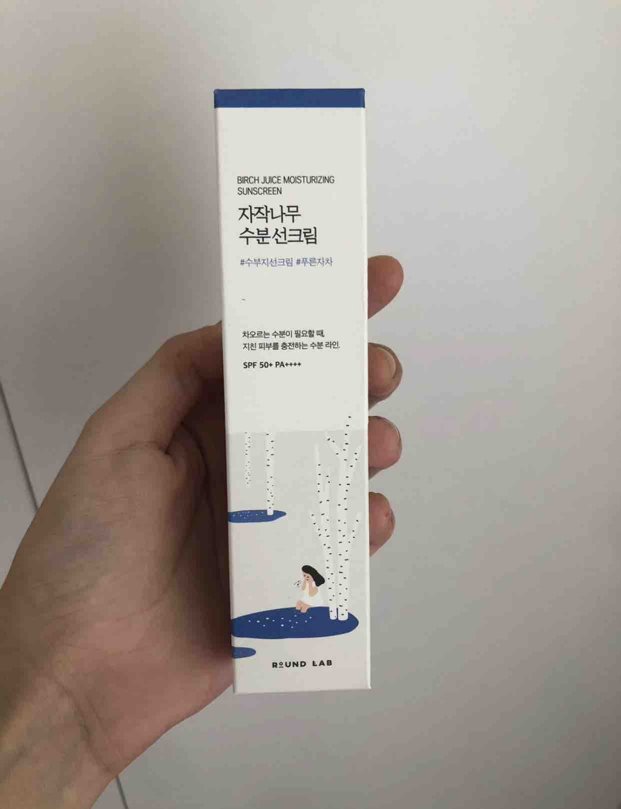 BIRCH JUICE MOISTURIZING
SUNSCREEN
자작나무
수분 선크림
#수부지선크림 #푸른자차
-
차오르는 수분이 필요할 때,
지친 피부를 충전하는 수분 라인.
SPF 50+ PA++++
ROUND LAB